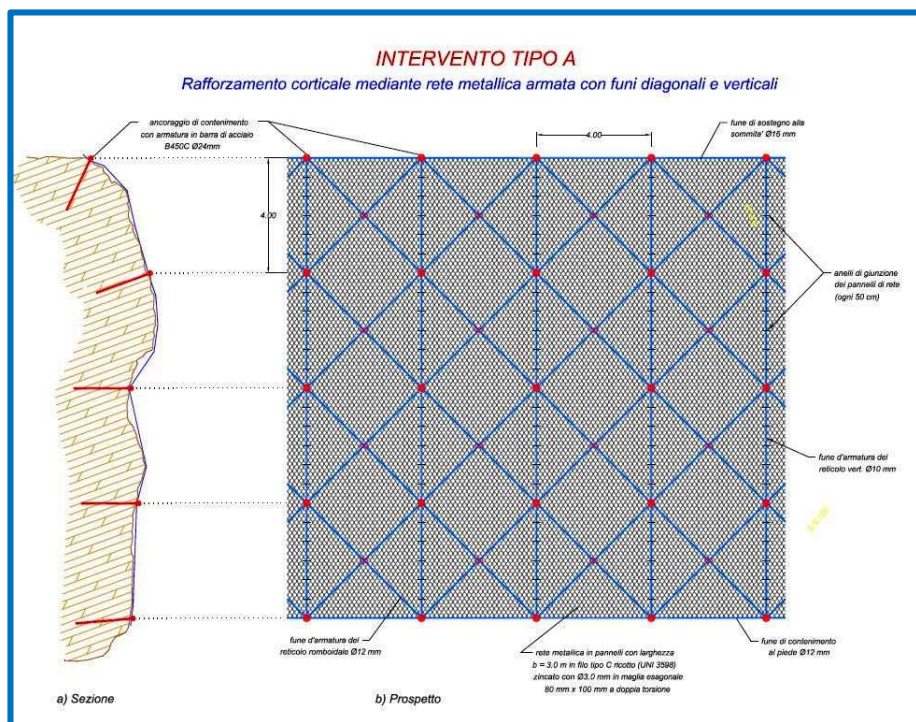 INTERVENTO TIPO A
Rafforzamento corticale mediante rete metallica armata con funi diagonali e verticali
ancoraggio di contenimento
con armatura in barra di acciaio
B450C Ø24mm
4.00
fune di sostegno alla
sommita' Ø16 mm
4.00
anelli di giunzione
dei pannelli di rete
(ogni 50 cm)
fune d'armatura del
reticolo vert. Ø10 mm
fune d'armatura del
reticolo romboidale Ø12 mm
rete metallica in pannelli con larghezza
b = 3.0 m in filo tipo C ricotto (UNI 3598)
zincato con Ø3.0 mm in maglia esagonale
80 mm x 100 mm a doppia torsione
fune di contenimento
al piede Ø12 mm
a) Sezione
b) Prospetto